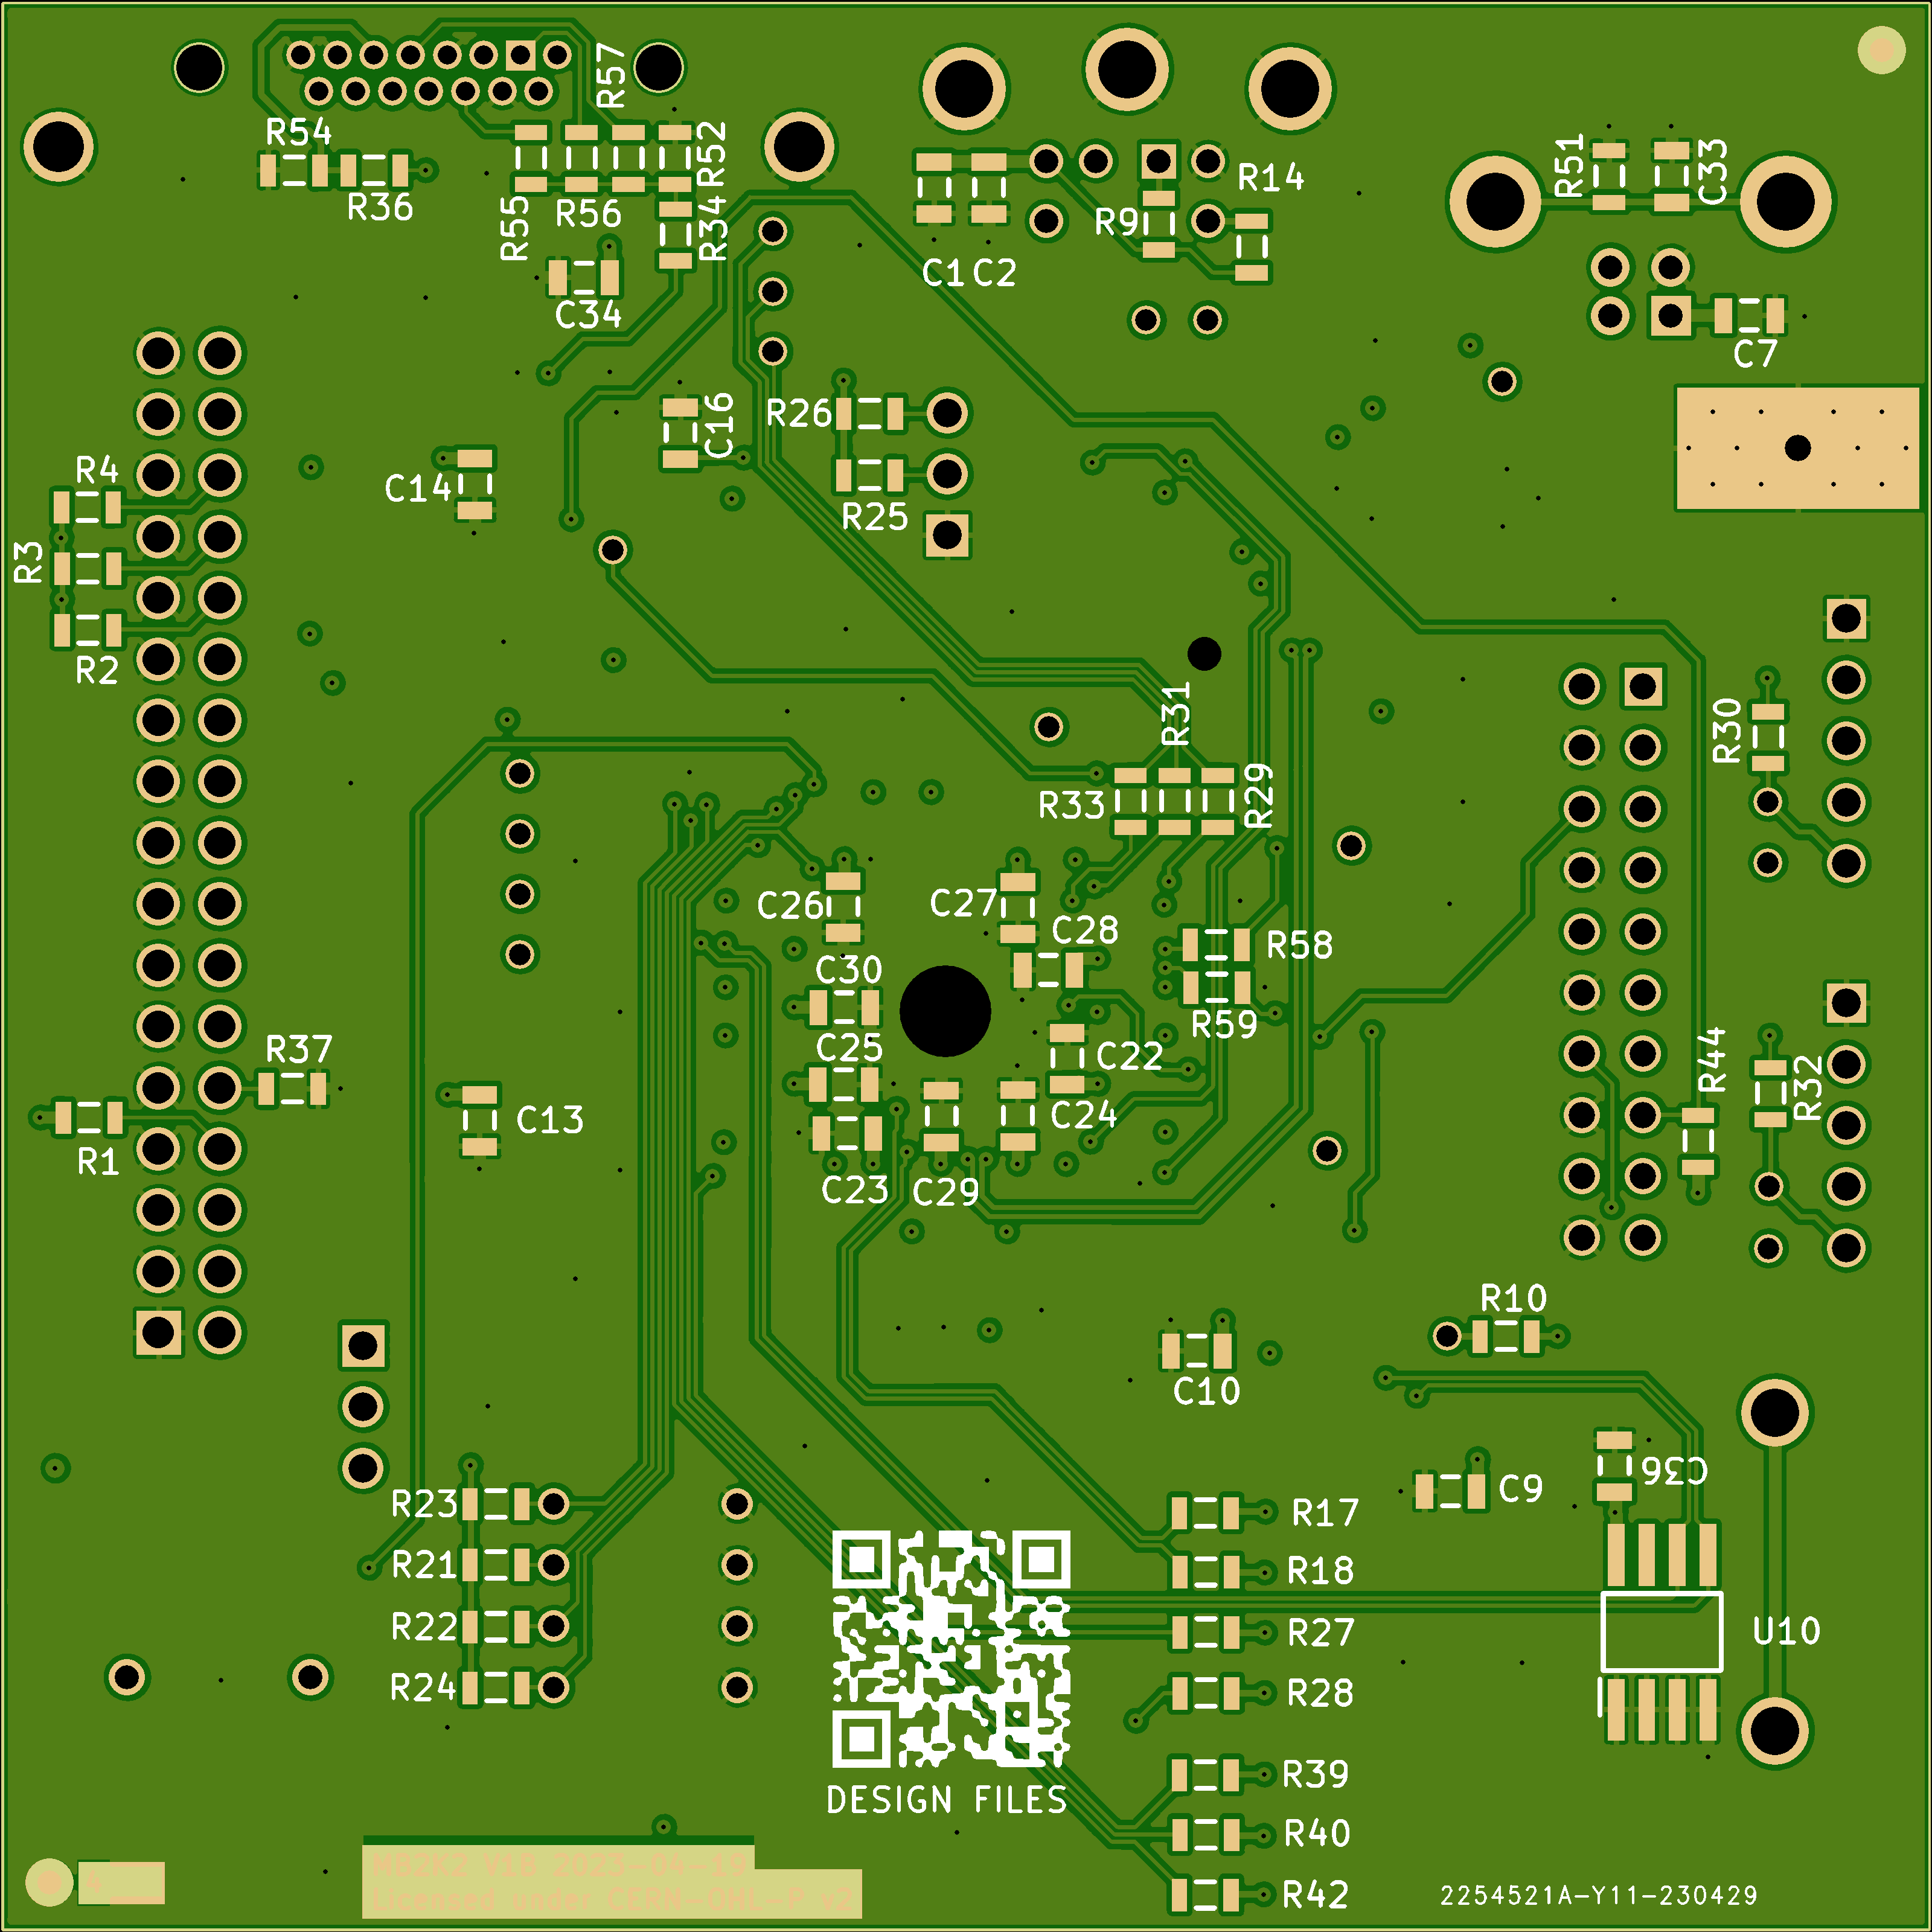 R57
R54
R52
R36
R55
R56
R34
R14
R9
R51
C33
C1
C2
C34
C7
R26
C16
R4
C14
R25
R3
R2
R31
R30
R33
R29
C26
C27
C28
R58
C30
R59
R37
C25
C22
R44
R32
C13
C24
R1
C23
C29
R10
C10
C36
C9
R23
R17
R21
R18
R22
R27
U10
R24
R28
R39
DESIGN FILES
R40
MB2K2 V1B 2023-04-19
Licensed under CERN-OHL-P v2
4
R42
2254521A-Y11-230429